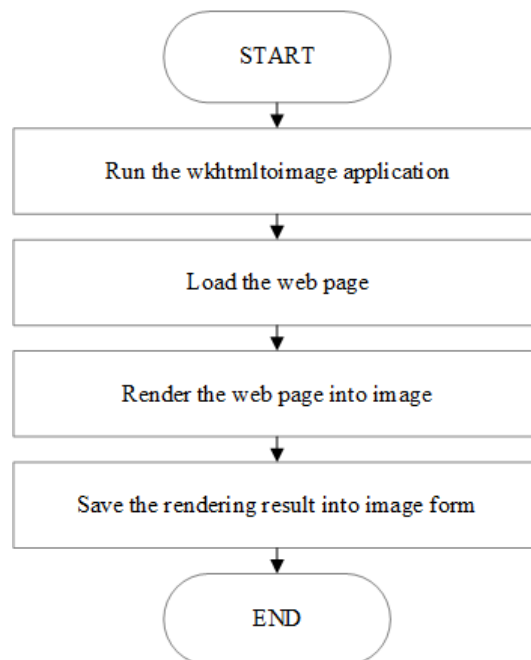 START
Run the wkhtmltoimage application
Load the web page
Render the web page into image
Save the rendering result into image form
END